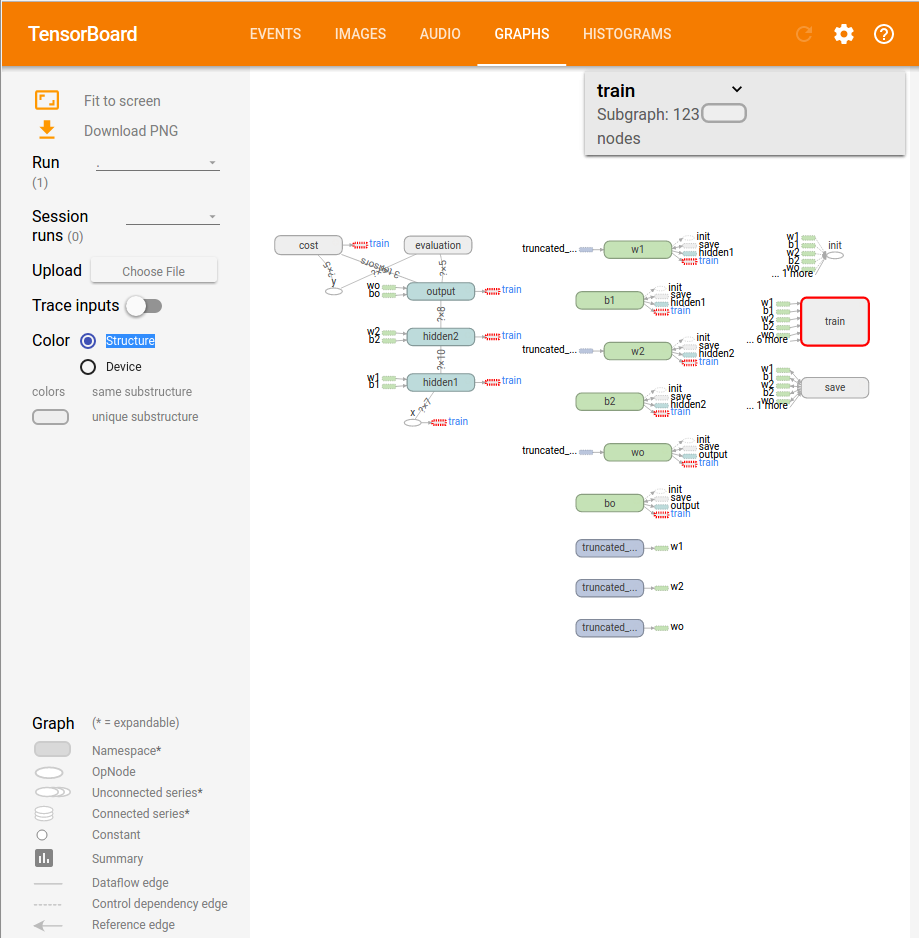 TensorBoard
EVENTS
IMAGES
AUDIO
GRAPHS
HISTOGRAMS
Fit to screen
Download PNG
Run
(1)
.
Session
runs (0)
Upload
Choose File
Trace inputs
Color
Structure
Device
colors
same substructure
unique substructure
Graph
(* = expandable)
Namespace*
OpNode
Unconnected series*
Connected series*
Constant
Summary
Dataflow edge
Control dependency edge
Reference edge
train
Subgraph: 123
nodes
cost
train
evaluation
?×5
3 tensors
?×5
y
wo
bo
output
train
?×8
w2
b2
hidden2
train
?×10
w1
b1
hidden1
train
?×7
x
train
truncated_...
w1
init
save
hidden1
train
b1
init
save
hidden1
train
truncated_...
w2
init
save
hidden2
train
b2
init
save
hidden2
train
truncated_...
wo
init
save
output
train
bo
init
save
output
train
truncated_...
w1
truncated_...
w2
truncated_...
wo
w1
b1
w2
b2
wo
... 1 more
init
w1
b1
w2
b2
wo
... 6 more
train
w1
b1
w2
b2
wo
... 1 more
save